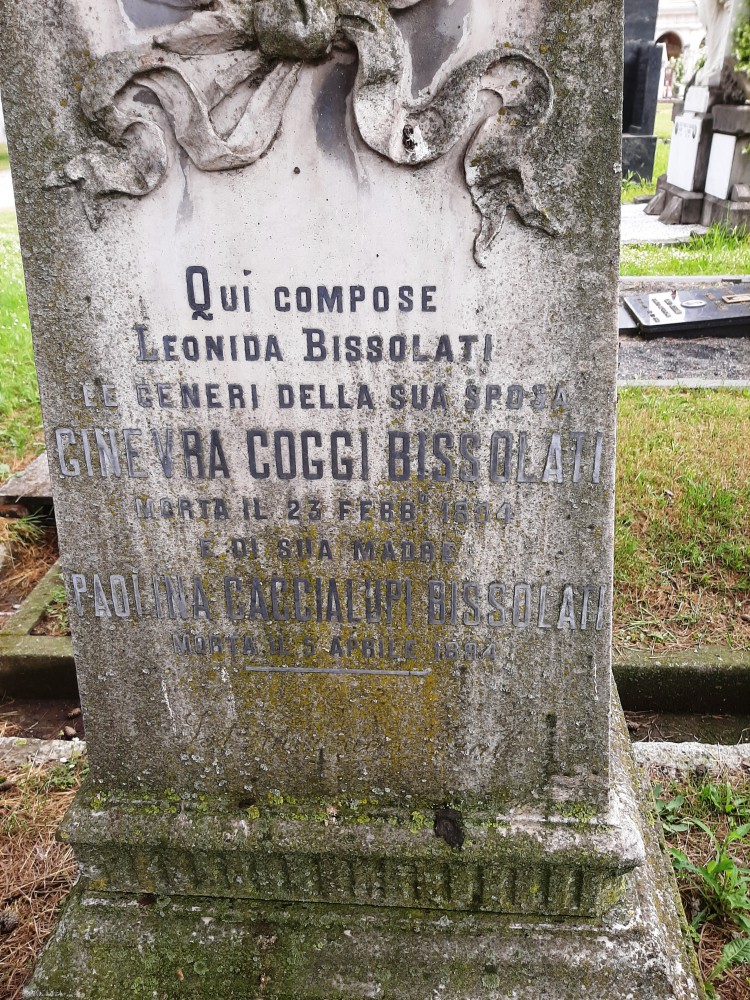 Qui compose
Leonida Bissolati
le ceneri della sua sposa
GINEVRA COGGI BISSOLATI
morta il 23 Febb.º 1894
e di sua madre
PAOLINA CACCIALUPI BISSOLATI
morta il 5 Aprile 1894